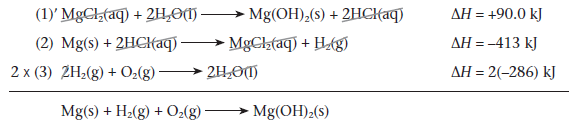 (1)′ MgCl₂(aq) + 2H₂O(l) ⟶ Mg(OH)₂(s) + 2HCl(aq) ΔH = +90.0 kJ
(2) Mg(s) + 2HCl(aq) ⟶ MgCl₂(aq) + H₂(g) ΔH = –413 kJ
2 x (3) 2H₂(g) + O₂(g) ⟶ 2H₂O(l) ΔH = 2(–286) kJ
Mg(s) + H₂(g) + O₂(g) ⟶ Mg(OH)₂(s)